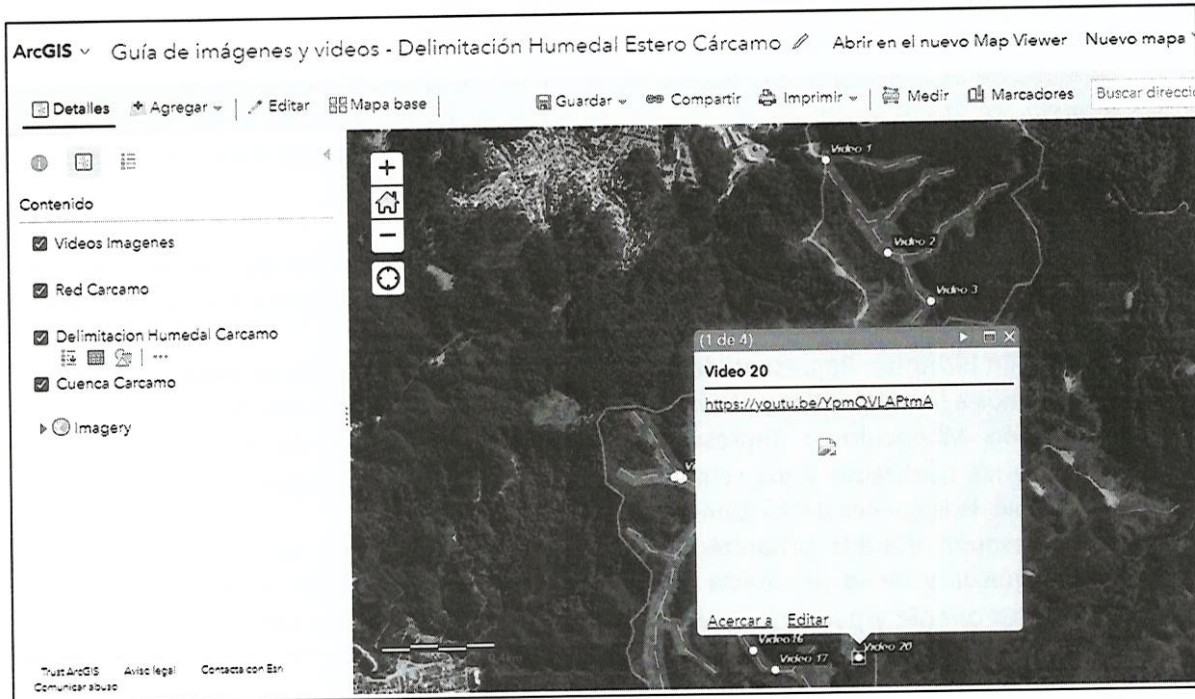 ArcGIS Guía de imágenes y videos - Delimitación Humedal Estero Cárcamo Abrir en el nuevo Map Viewer Nuevo mapa
Detalles Agregar Editar Mapa base Guardar Compartir Imprimir Medir Marcadores Buscar direcció
Contenido
Videos Imagenes
Red Carcamo
Delimitacion Humedal Carcamo
Cuenca Carcamo
Imagery
Trust ArcGIS Aviso legal Contacta con Esri
Comunicar abuso
+
−
Video 1
Video 2
Video 3
(1 de 4)
Video 20
https://youtu.be/YpmQVLAPtmA
Acercar a Editar
Video16
Video 17
Video 20